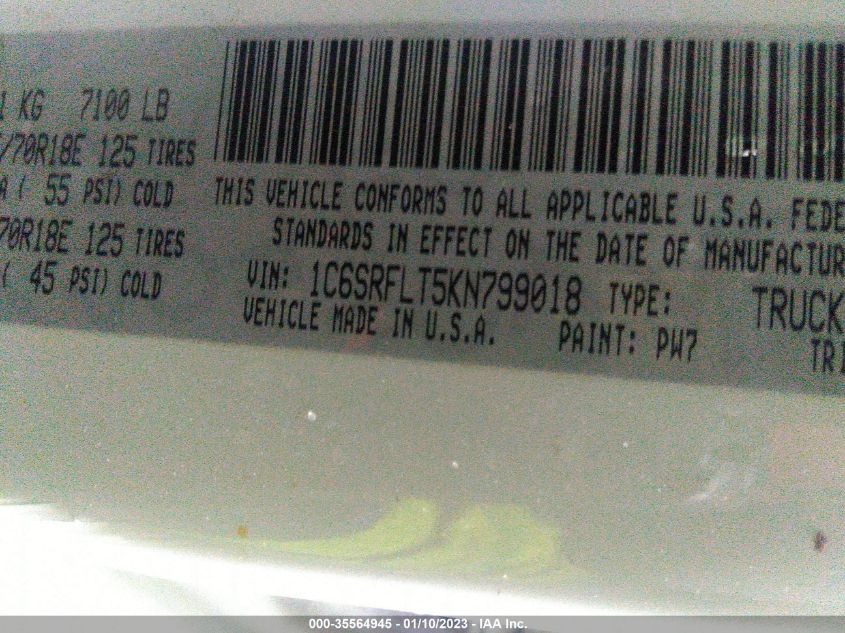 1 KG 7100 LB
/70R18E 125 TIRES
A ( 55 PSI) COLD
70R18E 125 TIRES
( 45 PSI) COLD
THIS VEHICLE CONFORMS TO ALL APPLICABLE U.S.A. FEDE
STANDARDS IN EFFECT ON THE DATE OF MANUFACTUR
VIN: 1C6SRFLT5KN799018 TYPE: TRUCK
VEHICLE MADE IN U.S.A. PAINT: PW7 TRI
000-35564945 - 01/10/2023 - IAA Inc.